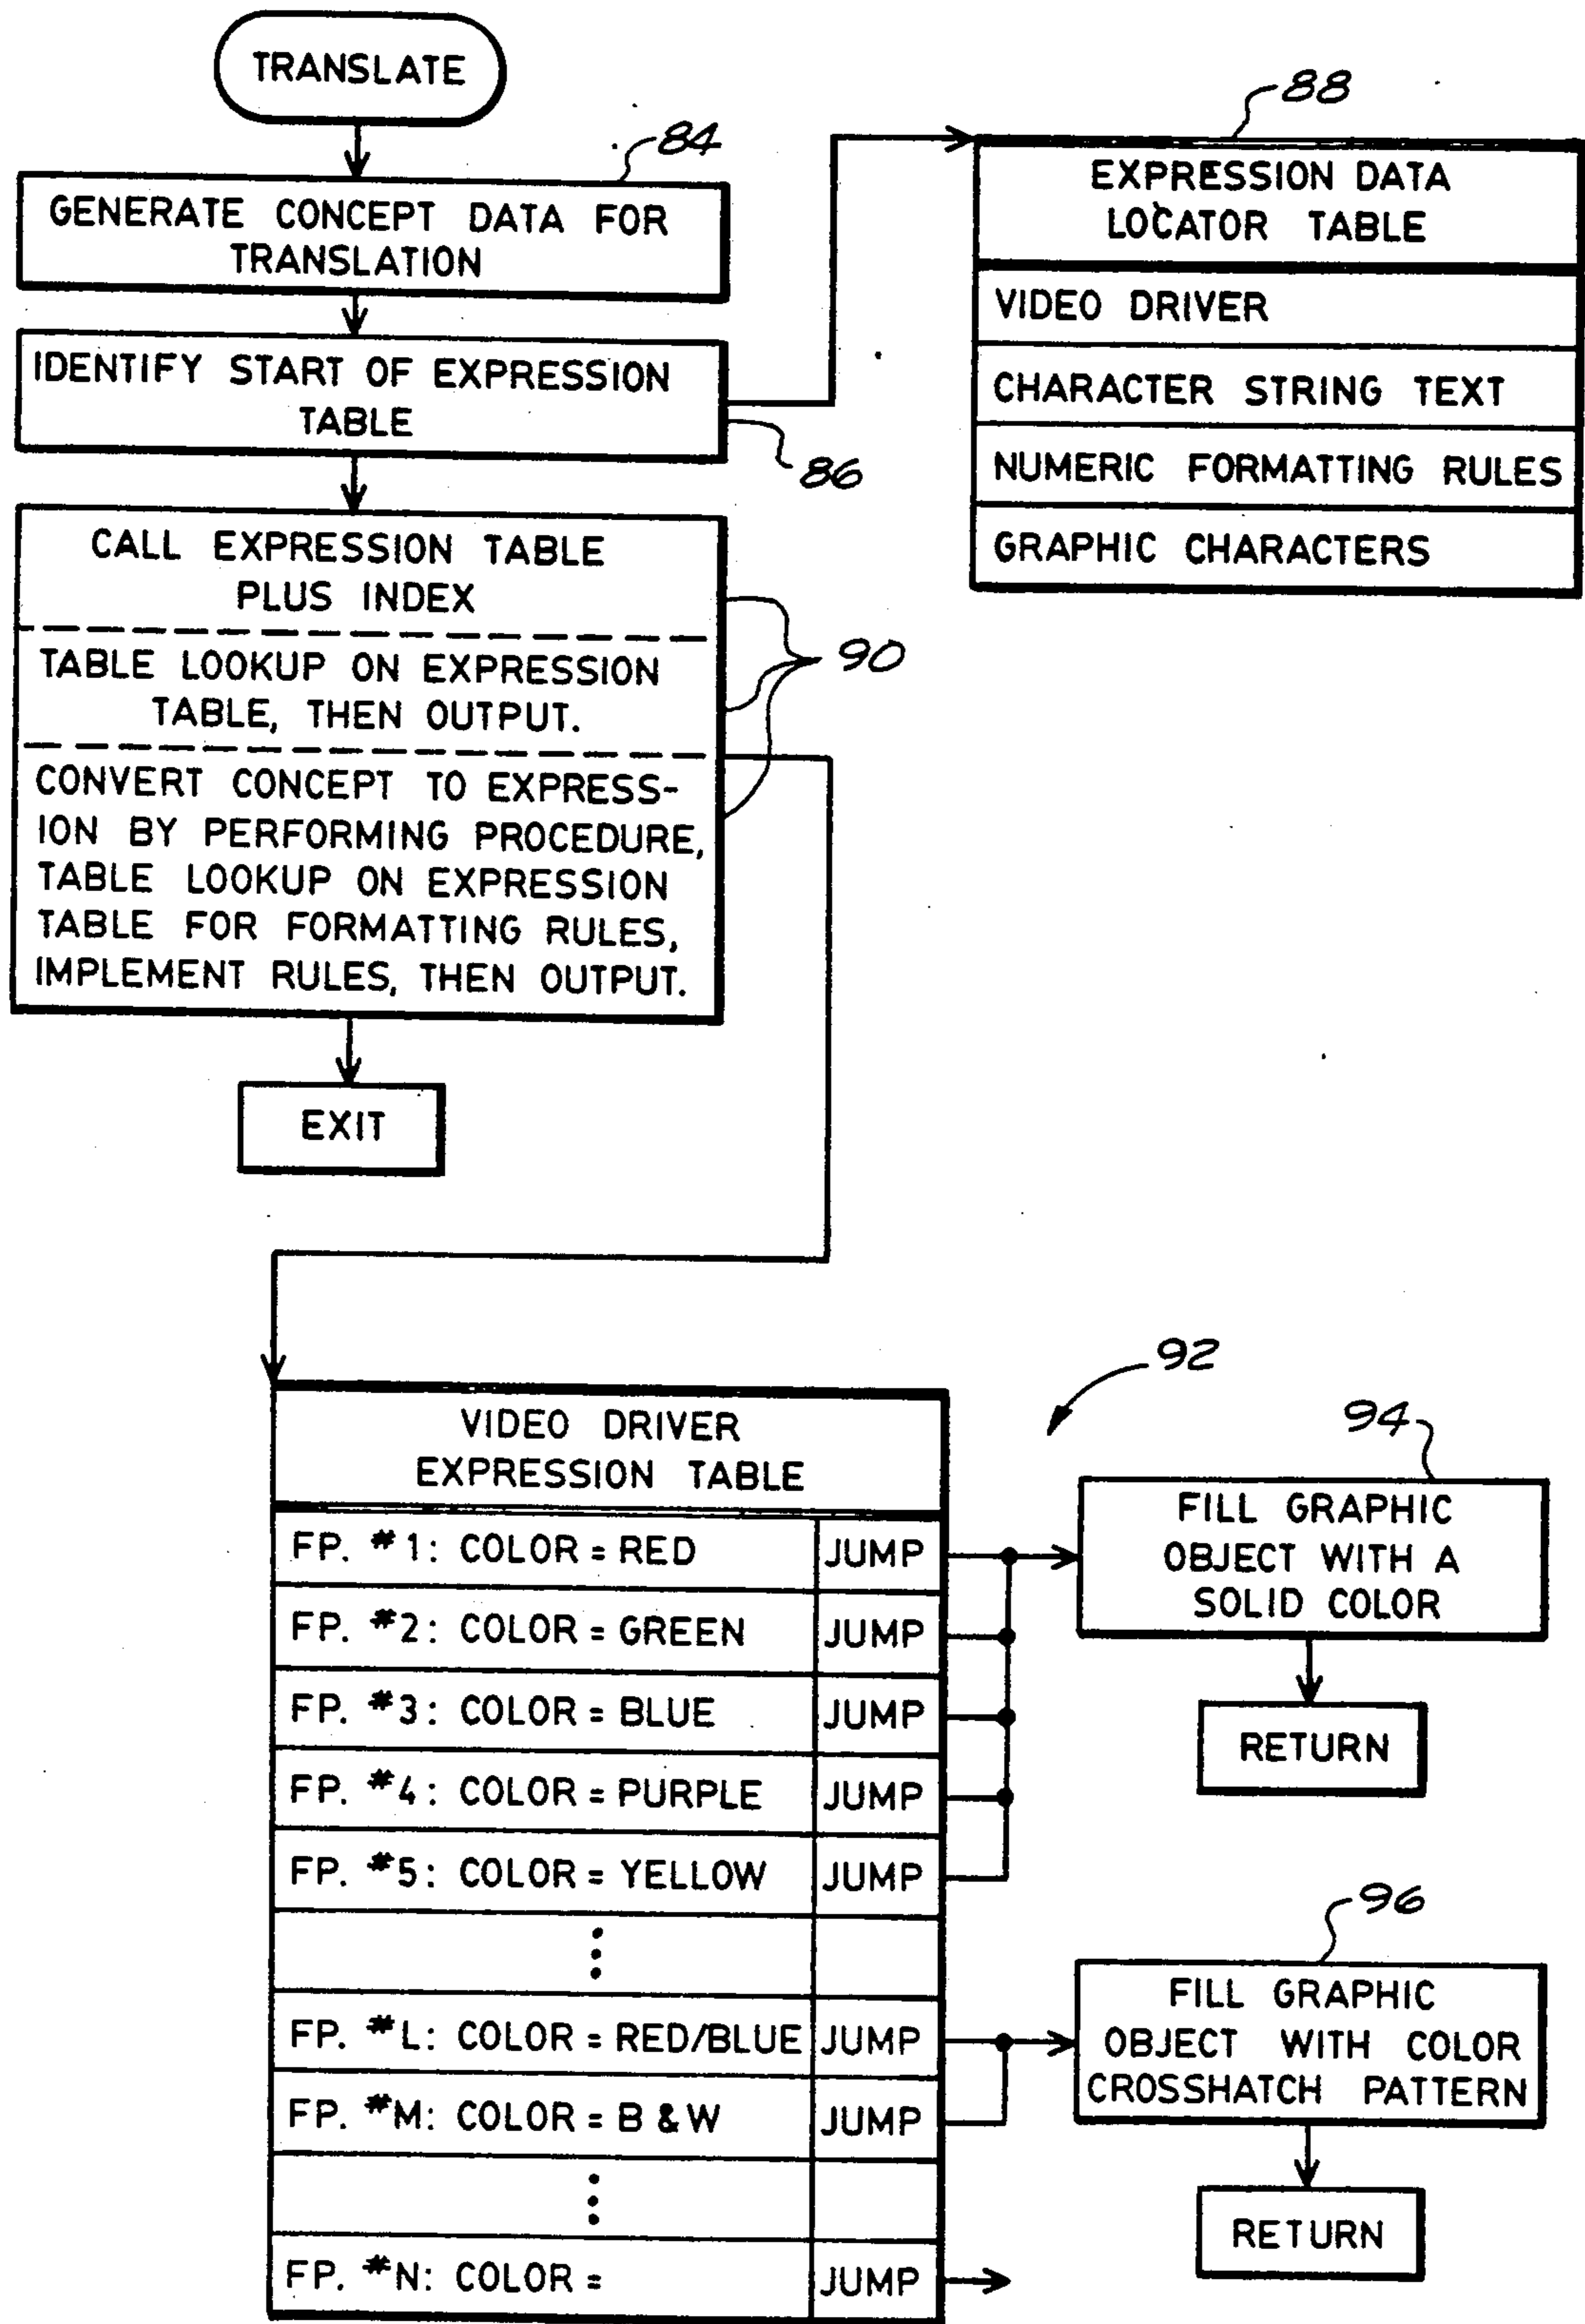 TRANSLATE
84
GENERATE CONCEPT DATA FOR
TRANSLATION
IDENTIFY START OF EXPRESSION
TABLE
86
88
EXPRESSION DATA
LOCATOR TABLE
VIDEO DRIVER
CHARACTER STRING TEXT
NUMERIC FORMATTING RULES
GRAPHIC CHARACTERS
CALL EXPRESSION TABLE
PLUS INDEX
TABLE LOOKUP ON EXPRESSION
TABLE, THEN OUTPUT.
CONVERT CONCEPT TO EXPRESS-
ION BY PERFORMING PROCEDURE,
TABLE LOOKUP ON EXPRESSION
TABLE FOR FORMATTING RULES,
IMPLEMENT RULES, THEN OUTPUT.
90
EXIT
92
VIDEO DRIVER
EXPRESSION TABLE
FP. #1: COLOR = RED JUMP
FP. #2: COLOR = GREEN JUMP
FP. #3: COLOR = BLUE JUMP
FP. #4: COLOR = PURPLE JUMP
FP. #5: COLOR = YELLOW JUMP
FP. #L: COLOR = RED/BLUE JUMP
FP. #M: COLOR = B & W JUMP
FP. #N: COLOR = JUMP
94
FILL GRAPHIC
OBJECT WITH A
SOLID COLOR
RETURN
96
FILL GRAPHIC
OBJECT WITH COLOR
CROSSHATCH PATTERN
RETURN